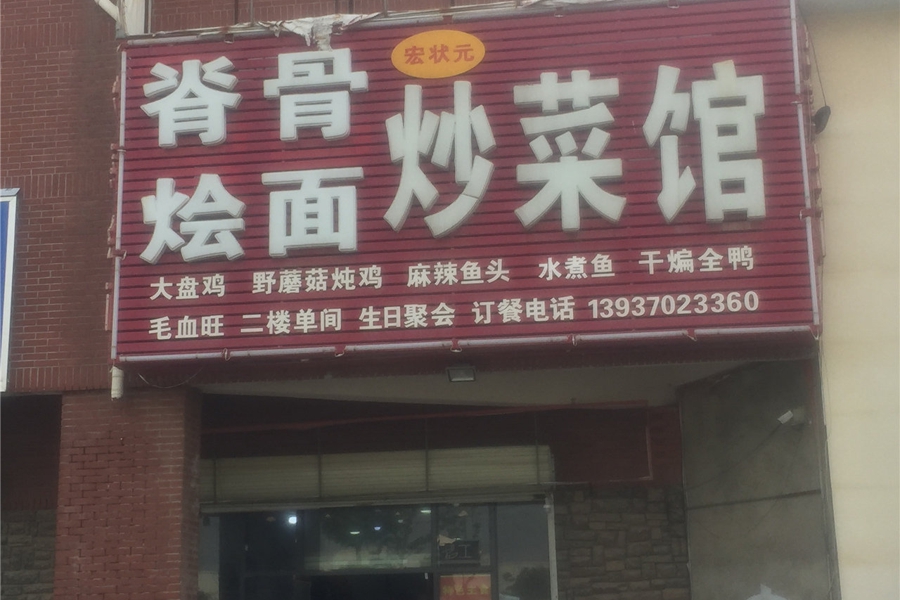 宏状元
脊骨
烩面
炒菜馆
大盘鸡 野蘑菇炖鸡 麻辣鱼头 水煮鱼 干煸全鸭
毛血旺 二楼单间 生日聚会 订餐电话 13937023360